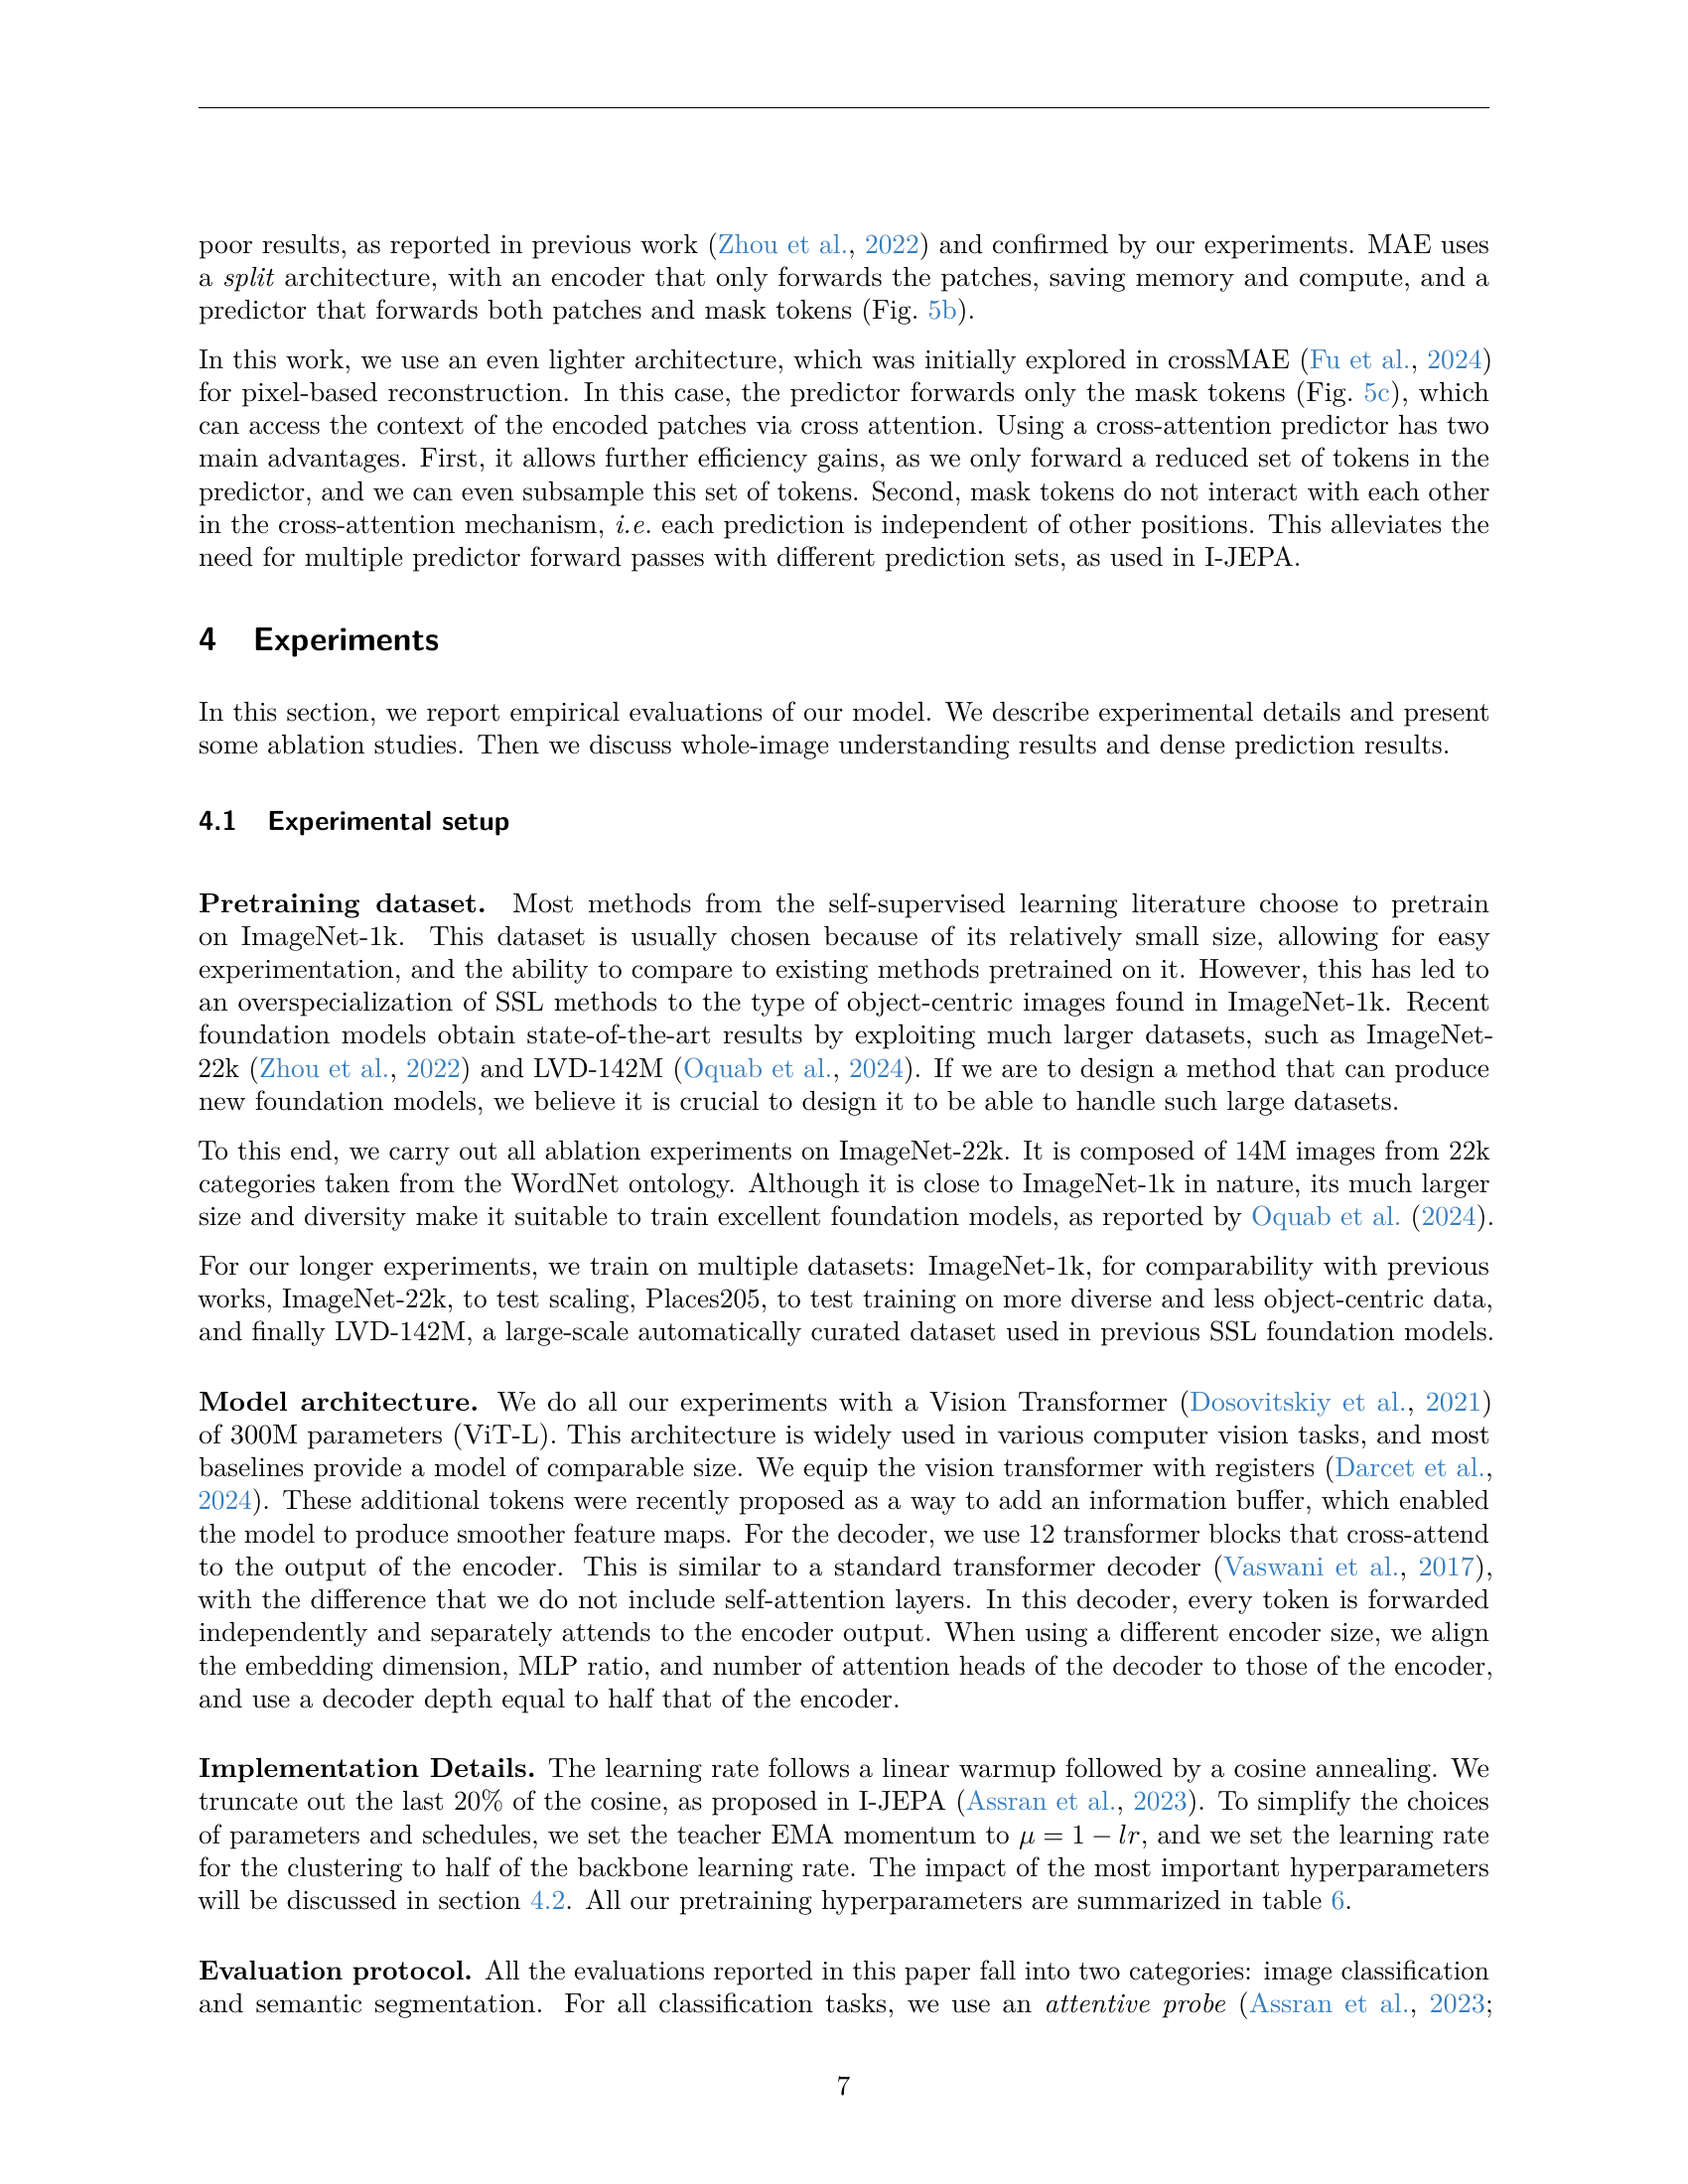 poor results, as reported in previous work (Zhou et al., 2022) and confirmed by our experiments. MAE uses
a split architecture, with an encoder that only forwards the patches, saving memory and compute, and a
predictor that forwards both patches and mask tokens (Fig. 5b).
In this work, we use an even lighter architecture, which was initially explored in crossMAE (Fu et al., 2024)
for pixel-based reconstruction. In this case, the predictor forwards only the mask tokens (Fig. 5c), which
can access the context of the encoded patches via cross attention. Using a cross-attention predictor has two
main advantages. First, it allows further efficiency gains, as we only forward a reduced set of tokens in the
predictor, and we can even subsample this set of tokens. Second, mask tokens do not interact with each other
in the cross-attention mechanism, i.e. each prediction is independent of other positions. This alleviates the
need for multiple predictor forward passes with different prediction sets, as used in I-JEPA.
4 Experiments
In this section, we report empirical evaluations of our model. We describe experimental details and present
some ablation studies. Then we discuss whole-image understanding results and dense prediction results.
4.1 Experimental setup
Pretraining dataset. Most methods from the self-supervised learning literature choose to pretrain
on ImageNet-1k. This dataset is usually chosen because of its relatively small size, allowing for easy
experimentation, and the ability to compare to existing methods pretrained on it. However, this has led to
an overspecialization of SSL methods to the type of object-centric images found in ImageNet-1k. Recent
foundation models obtain state-of-the-art results by exploiting much larger datasets, such as ImageNet-
22k (Zhou et al., 2022) and LVD-142M (Oquab et al., 2024). If we are to design a method that can produce
new foundation models, we believe it is crucial to design it to be able to handle such large datasets.
To this end, we carry out all ablation experiments on ImageNet-22k. It is composed of 14M images from 22k
categories taken from the WordNet ontology. Although it is close to ImageNet-1k in nature, its much larger
size and diversity make it suitable to train excellent foundation models, as reported by Oquab et al. (2024).
For our longer experiments, we train on multiple datasets: ImageNet-1k, for comparability with previous
works, ImageNet-22k, to test scaling, Places205, to test training on more diverse and less object-centric data,
and finally LVD-142M, a large-scale automatically curated dataset used in previous SSL foundation models.
Model architecture. We do all our experiments with a Vision Transformer (Dosovitskiy et al., 2021)
of 300M parameters (ViT-L). This architecture is widely used in various computer vision tasks, and most
baselines provide a model of comparable size. We equip the vision transformer with registers (Darcet et al.,
2024). These additional tokens were recently proposed as a way to add an information buffer, which enabled
the model to produce smoother feature maps. For the decoder, we use 12 transformer blocks that cross-attend
to the output of the encoder. This is similar to a standard transformer decoder (Vaswani et al., 2017),
with the difference that we do not include self-attention layers. In this decoder, every token is forwarded
independently and separately attends to the encoder output. When using a different encoder size, we align
the embedding dimension, MLP ratio, and number of attention heads of the decoder to those of the encoder,
and use a decoder depth equal to half that of the encoder.
Implementation Details. The learning rate follows a linear warmup followed by a cosine annealing. We
truncate out the last 20% of the cosine, as proposed in I-JEPA (Assran et al., 2023). To simplify the choices
of parameters and schedules, we set the teacher EMA momentum to μ = 1 − lr, and we set the learning rate
for the clustering to half of the backbone learning rate. The impact of the most important hyperparameters
will be discussed in section 4.2. All our pretraining hyperparameters are summarized in table 6.
Evaluation protocol. All the evaluations reported in this paper fall into two categories: image classification
and semantic segmentation. For all classification tasks, we use an attentive probe (Assran et al., 2023;
7